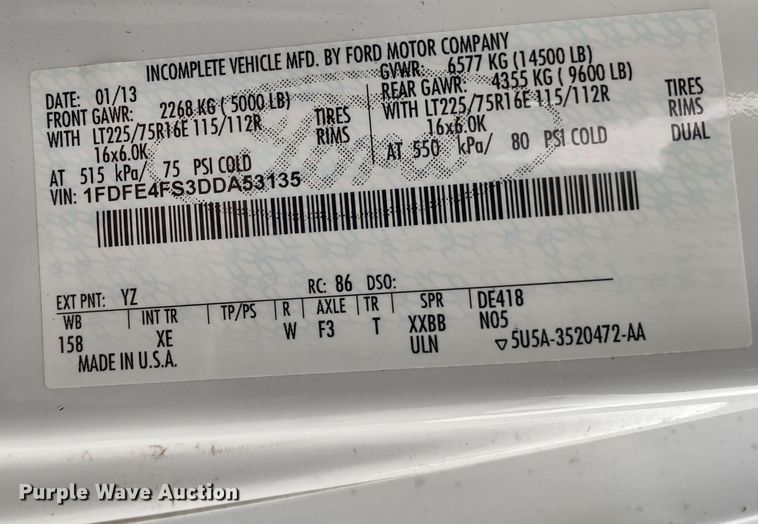 INCOMPLETE VEHICLE MFD. BY FORD MOTOR COMPANY
DATE: 01/13 GVWR: 6577 KG (14500 LB)
FRONT GAWR: 2268 KG ( 5000 LB) REAR GAWR: 4355 KG ( 9600 LB)
WITH LT225/75R16E 115/112R TIRES WITH LT225/75R16E 115/112R TIRES
16x6.0K RIMS 16x6.0K RIMS
AT 515 kPa/ 75 PSI COLD AT 550 kPa/ 80 PSI COLD DUAL
VIN: 1FDFE4FS3DDA53135
Ford
EXT PNT: YZ RC: 86 DSO:
WB INT TR TP/PS R AXLE TR SPR DE418
158 XE W F3 T XXBB N05
MADE IN U.S.A. ULN 5U5A-3520472-AA
Purple Wave Auction